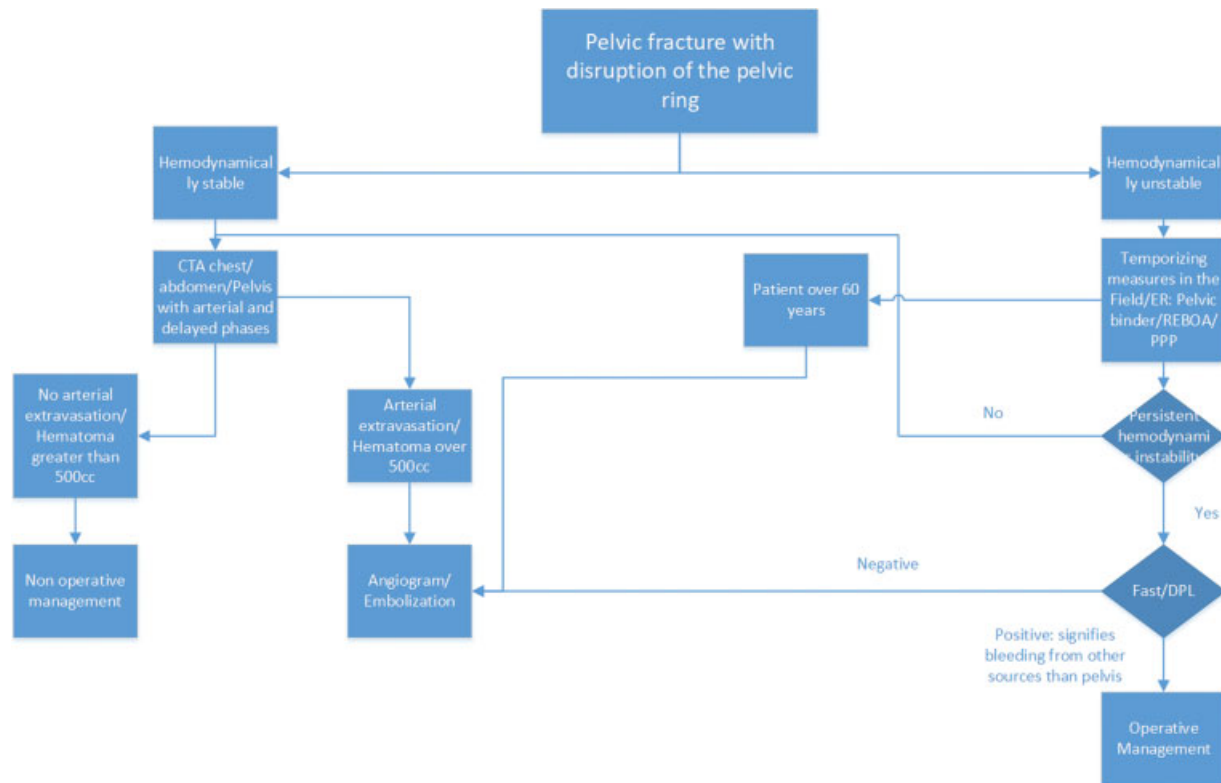 Pelvic fracture with
disruption of the pelvic
ring
Hemodynamical
ly stable
Hemodynamical
ly unstable
CTA chest/
abdomen/Pelvis
with arterial and
delayed phases
Patient over 60
years
Temporizing
measures in the
Field/ER: Pelvic
binder/REBOA/
PPP
No arterial
extravasation/
Hematoma
greater than
500cc
Arterial
extravasation/
Hematoma over
500cc
No
Persistent
hemodynami
c instability
Yes
Non operative
management
Angiogram/
Embolization
Negative
Fast/DPL
Positive: signifies
bleeding from other
sources than pelvis
Operative
Management